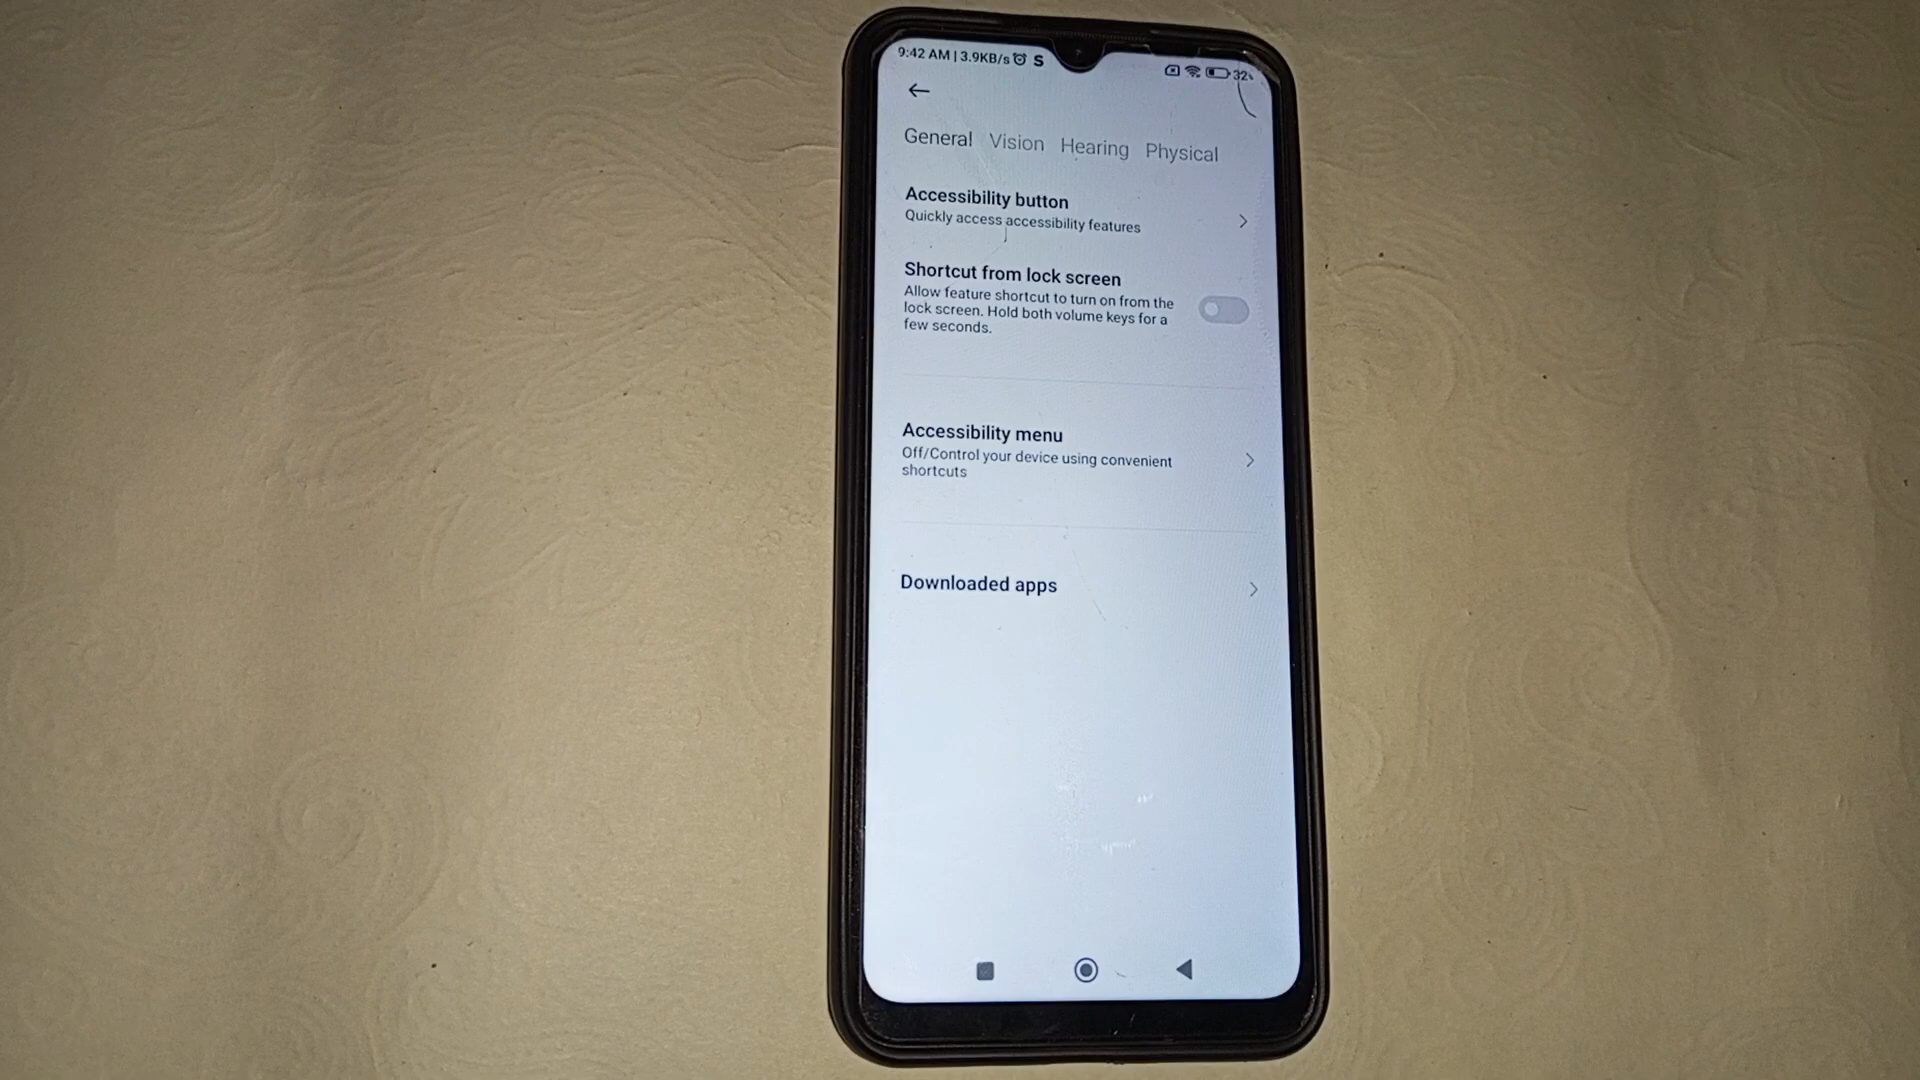 9:42 AM | 3.9KB/s S 32%
General Vision Hearing Physical
Accessibility button
Quickly access accessibility features
Shortcut from lock screen
Allow feature shortcut to turn on from the
lock screen. Hold both volume keys for a
few seconds.
Accessibility menu
Off/Control your device using convenient
shortcuts
Downloaded apps